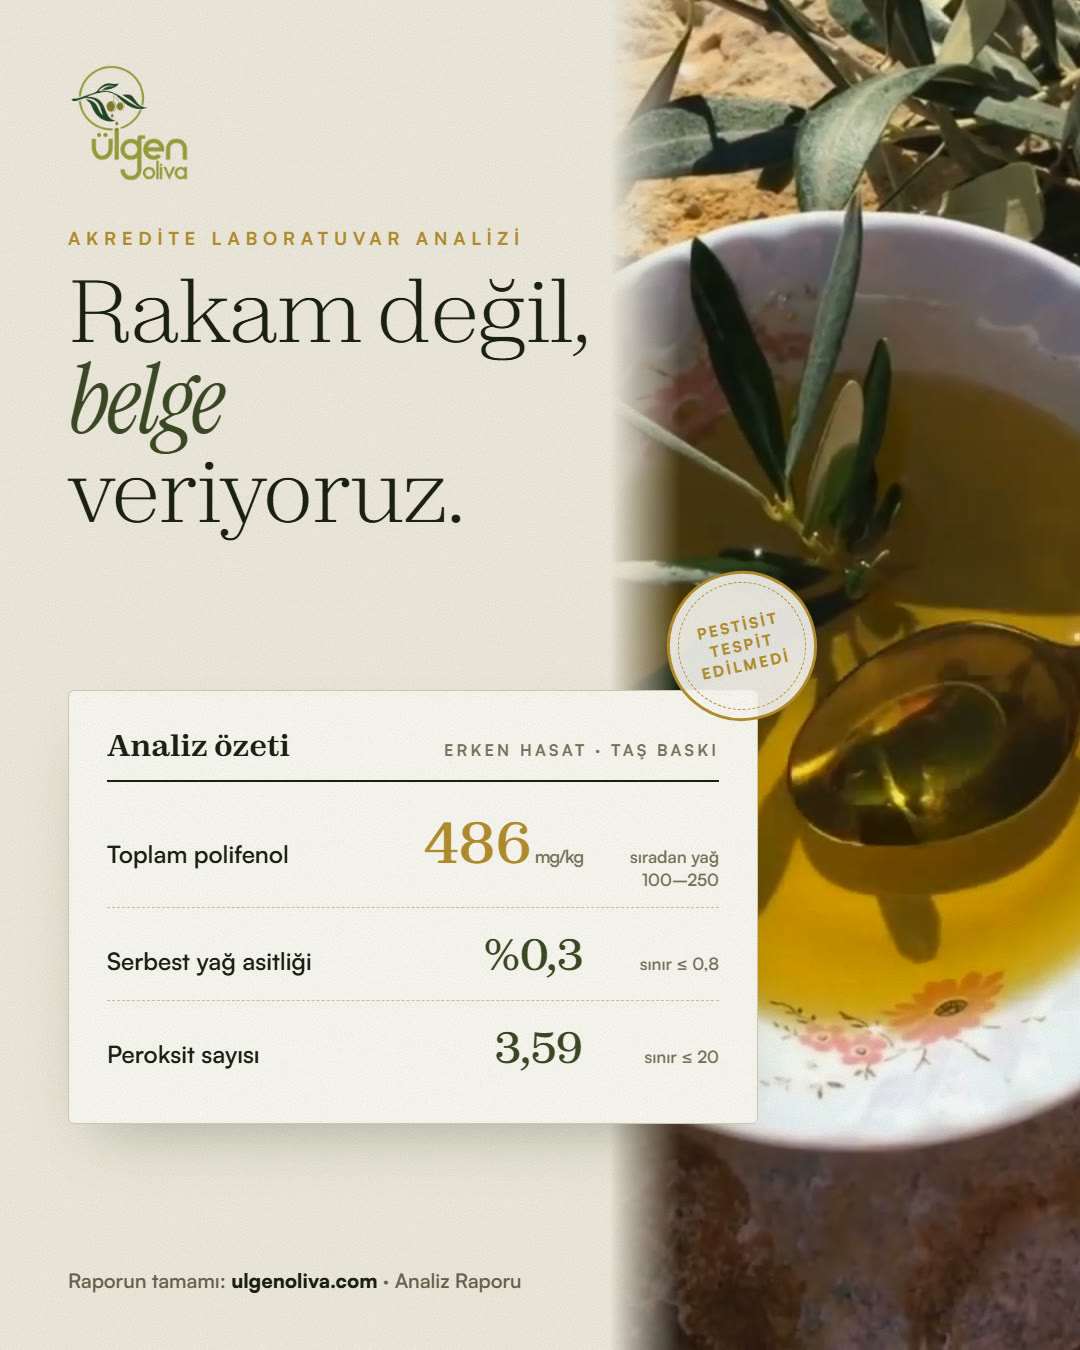 ülgen
oliva
AKREDİTE LABORATUVAR ANALİZİ
Rakam değil,
belge
veriyoruz.
PESTİSİT
TESPİT
EDİLMEDİ
Analiz özeti
ERKEN HASAT · TAŞ BASKI
Toplam polifenol 486 mg/kg sıradan yağ
100–250
Serbest yağ asitliği %0,3 sınır ≤ 0,8
Peroksit sayısı 3,59 sınır ≤ 20
Raporun tamamı: ulgenoliva.com · Analiz Raporu